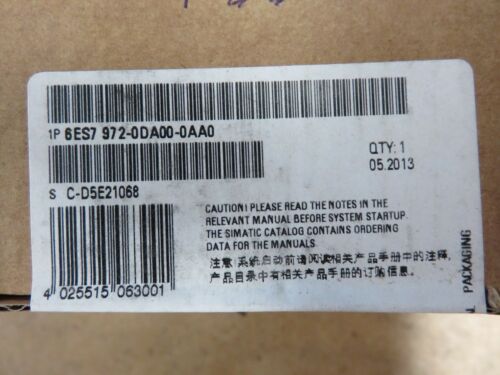 1P 6ES7 972-0DA00-0AA0
QTY: 1
05.2013
S C-D5E21068
CAUTION! PLEASE READ THE NOTES IN THE
RELEVANT MANUAL BEFORE SYSTEM STARTUP.
THE SIMATIC CATALOG CONTAINS ORDERING
DATA FOR THE MANUALS.
注意:系统启动前请阅读相关产品手册中的注释,
产品目录中有相关产品手册的订购信息.
4 025515 063001
PACKAGING